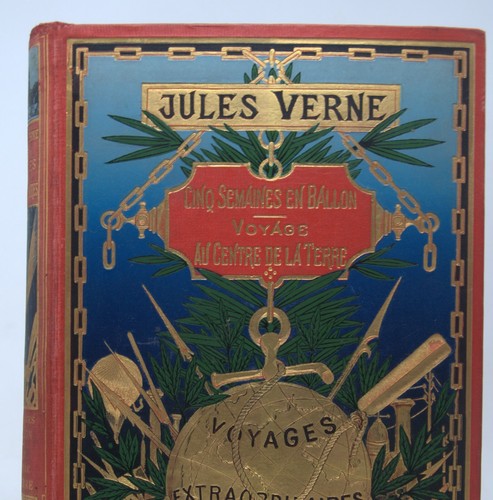 JULES VERNE
CINQ SEMAINES EN BALLON
VOYAGE
AU CENTRE DE LA TERRE
VOYAGES